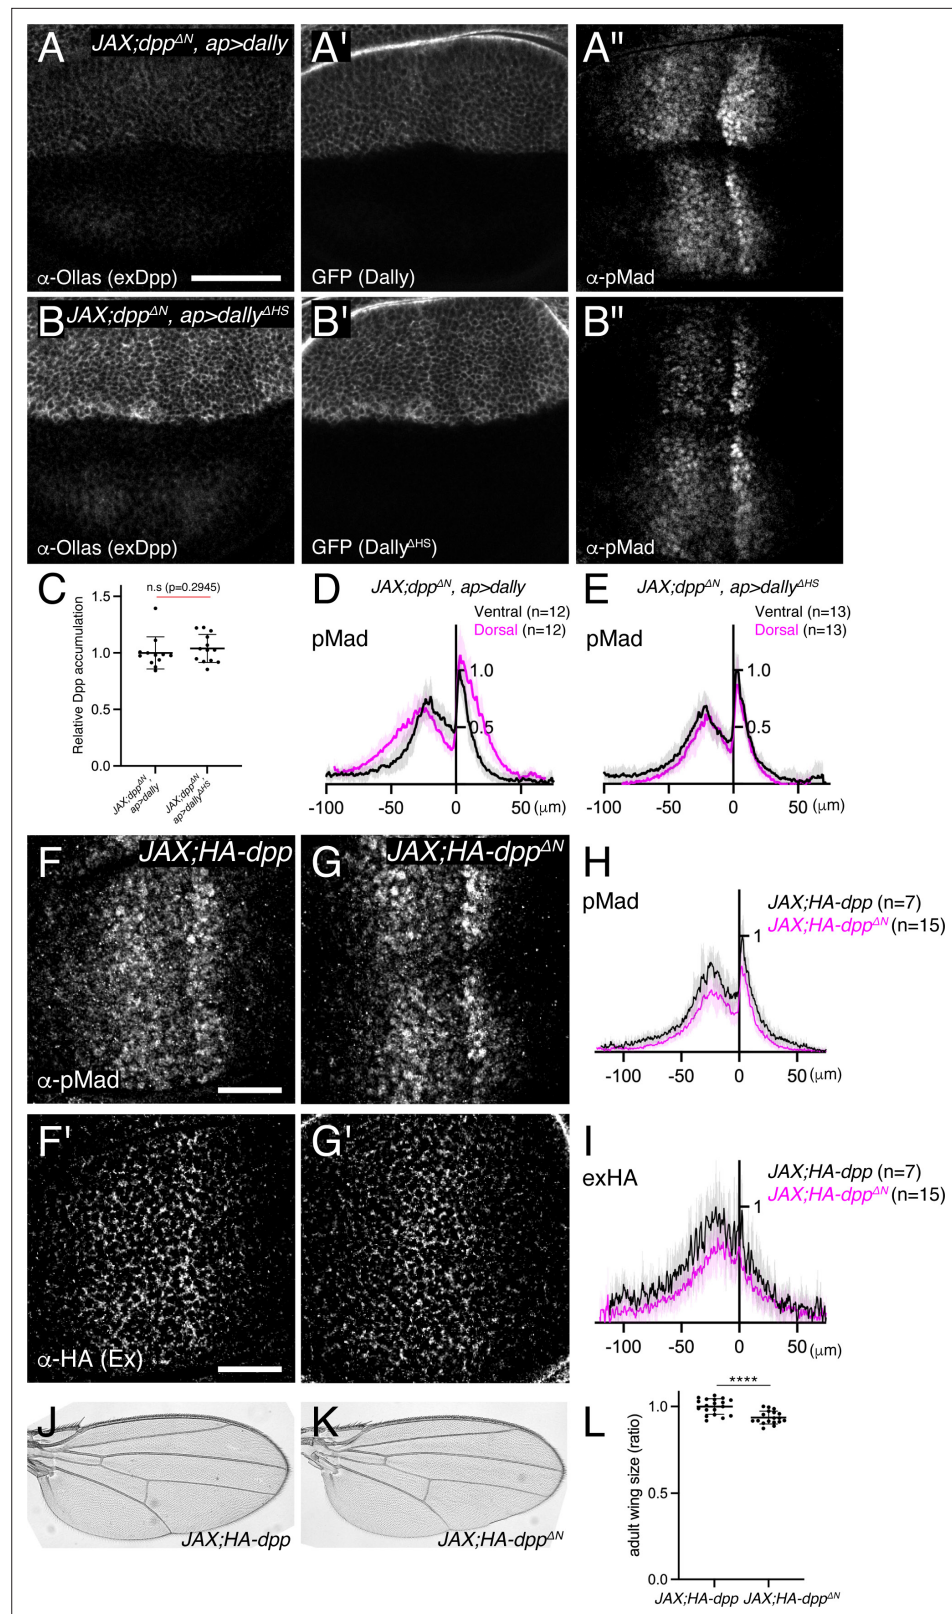 A JAX;dpp^ΔN, ap>dally
A'
A"
α-Ollas (exDpp)
GFP (Dally)
α-pMad
B JAX;dpp^ΔN, ap>dally^ΔHS
B'
B"
α-Ollas (exDpp)
GFP (Dally^ΔHS)
α-pMad
C
n.s (p=0.2945)
Relative Dpp accumulation
1.5
1.0
0.5
0.0
JAX;dpp^ΔN,
ap>dally
JAX;dpp^ΔN,
ap>dally^ΔHS
D
JAX;dpp^ΔN, ap>dally
Ventral (n=12)
Dorsal (n=12)
pMad
1.0
0.5
-100 -50 0 50 (μm)
E
JAX;dpp^ΔN, ap>dally^ΔHS
Ventral (n=13)
Dorsal (n=13)
pMad
1.0
0.5
-100 -50 0 50 (μm)
F JAX;HA-dpp
α-pMad
G JAX;HA-dpp^ΔN
H
pMad
JAX;HA-dpp (n=7)
JAX;HA-dpp^ΔN (n=15)
1
-100 -50 0 50 (μm)
F'
α-HA (Ex)
G'
I
exHA
JAX;HA-dpp (n=7)
JAX;HA-dpp^ΔN (n=15)
1
-100 -50 0 50 (μm)
J
JAX;HA-dpp
K
JAX;HA-dpp^ΔN
L
****
adult wing size (ratio)
1.0
0.5
0.0
JAX;HA-dpp JAX;HA-dpp^ΔN